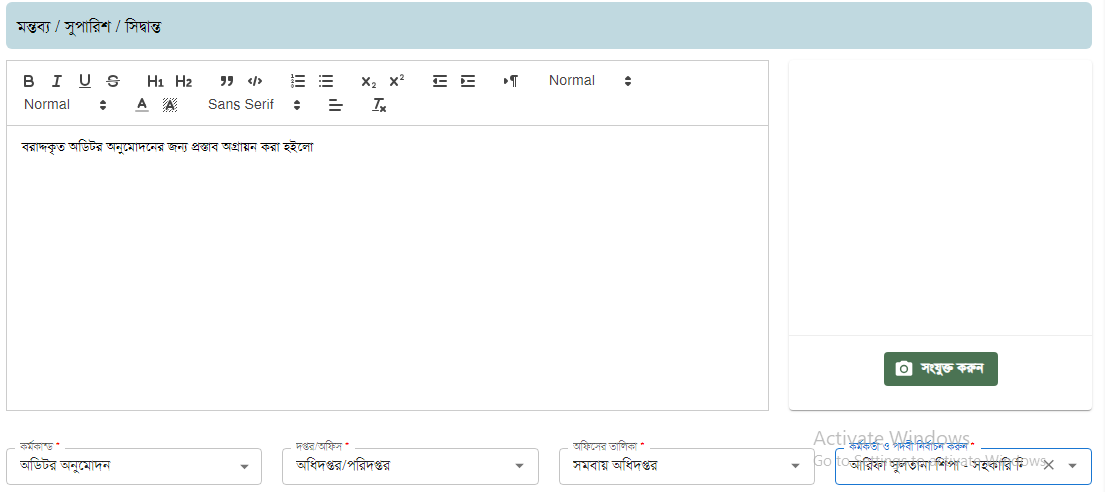 মন্তব্য / সুপারিশ / সিদ্বান্ত
B I U S H1 H2 ” </> X2 X2 Normal
Normal A A Sans Serif Tx
বরাদ্দকৃত অডিটর অনুমোদনের জন্য প্রস্তাব অগ্রায়ন করা হইলো
সংযুক্ত করুন
Activate Windows
Go to Settings to activate Windows.
কর্মকান্ড * দপ্তর/অফিস * অফিসের তালিকা * কর্মকর্তা ও পদবী নির্বাচন করুন *
অডিটর অনুমোদন অধিদপ্তর/পরিদপ্তর সমবায় অধিদপ্তর আরিফা সুলতানা শিপা - সহকারি